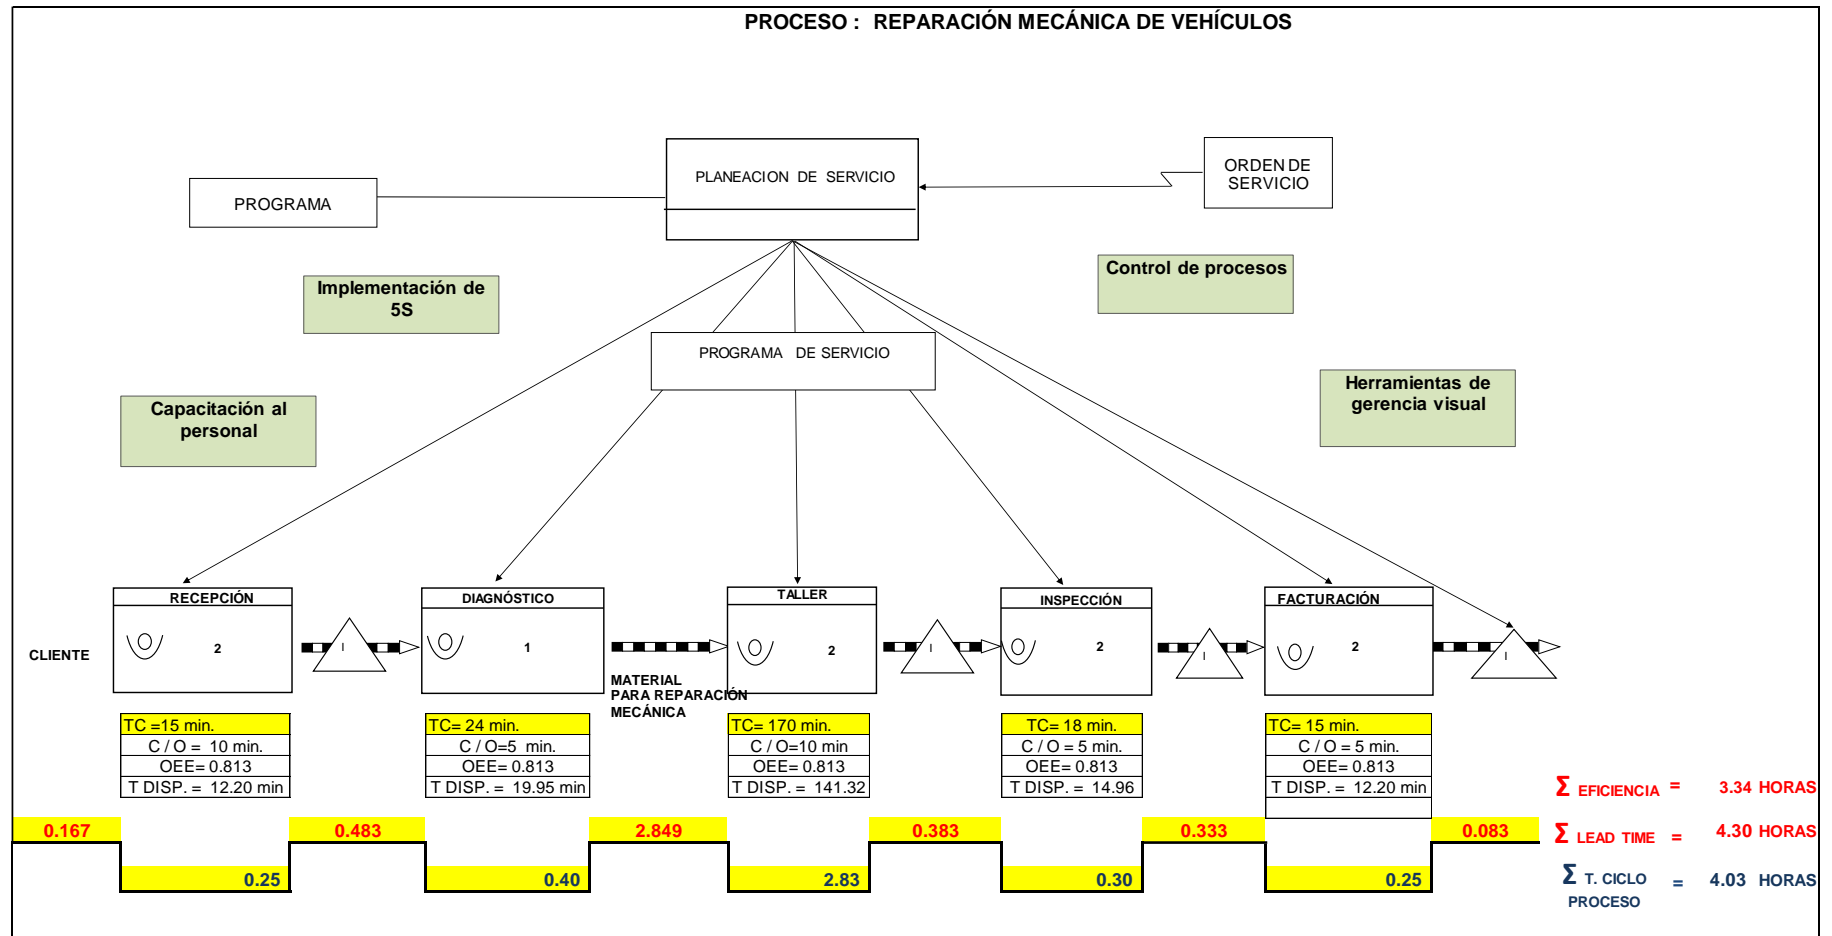 PROCESO : REPARACIÓN MECÁNICA DE VEHÍCULOS
PLANEACION DE SERVICIO
ORDEN DE
SERVICIO
PROGRAMA
Implementación de
5S
Control de procesos
PROGRAMA DE SERVICIO
Capacitación al
personal
Herramientas de
gerencia visual
CLIENTE
RECEPCIÓN
2
I
DIAGNÓSTICO
1
MATERIAL
PARA REPARACIÓN
MECÁNICA
TALLER
2
I
INSPECCIÓN
2
I
FACTURACIÓN
2
I
TC =15 min.
C / O = 10 min.
OEE= 0.813
T DISP. = 12.20 min
TC= 24 min.
C / O=5 min.
OEE= 0.813
T DISP. = 19.95 min
TC= 170 min.
C / O=10 min
OEE= 0.813
T DISP. = 141.32
TC= 18 min.
C / O = 5 min.
OEE= 0.813
T DISP. = 14.96
TC= 15 min.
C / O = 5 min.
OEE= 0.813
T DISP. = 12.20 min
0.167
0.483
2.849
0.383
0.333
0.083
0.25
0.40
2.83
0.30
0.25
Σ EFICIENCIA = 3.34 HORAS
Σ LEAD TIME = 4.30 HORAS
Σ T. CICLO = 4.03 HORAS
PROCESO